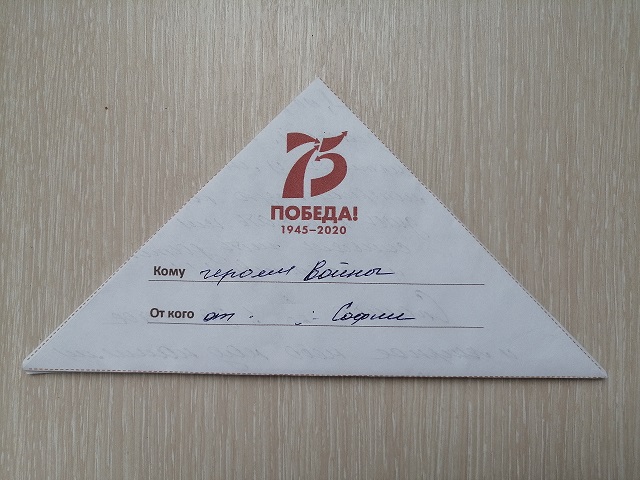 75
ПОБЕДА!
1945–2020
Кому героям Войны
От кого от Софии